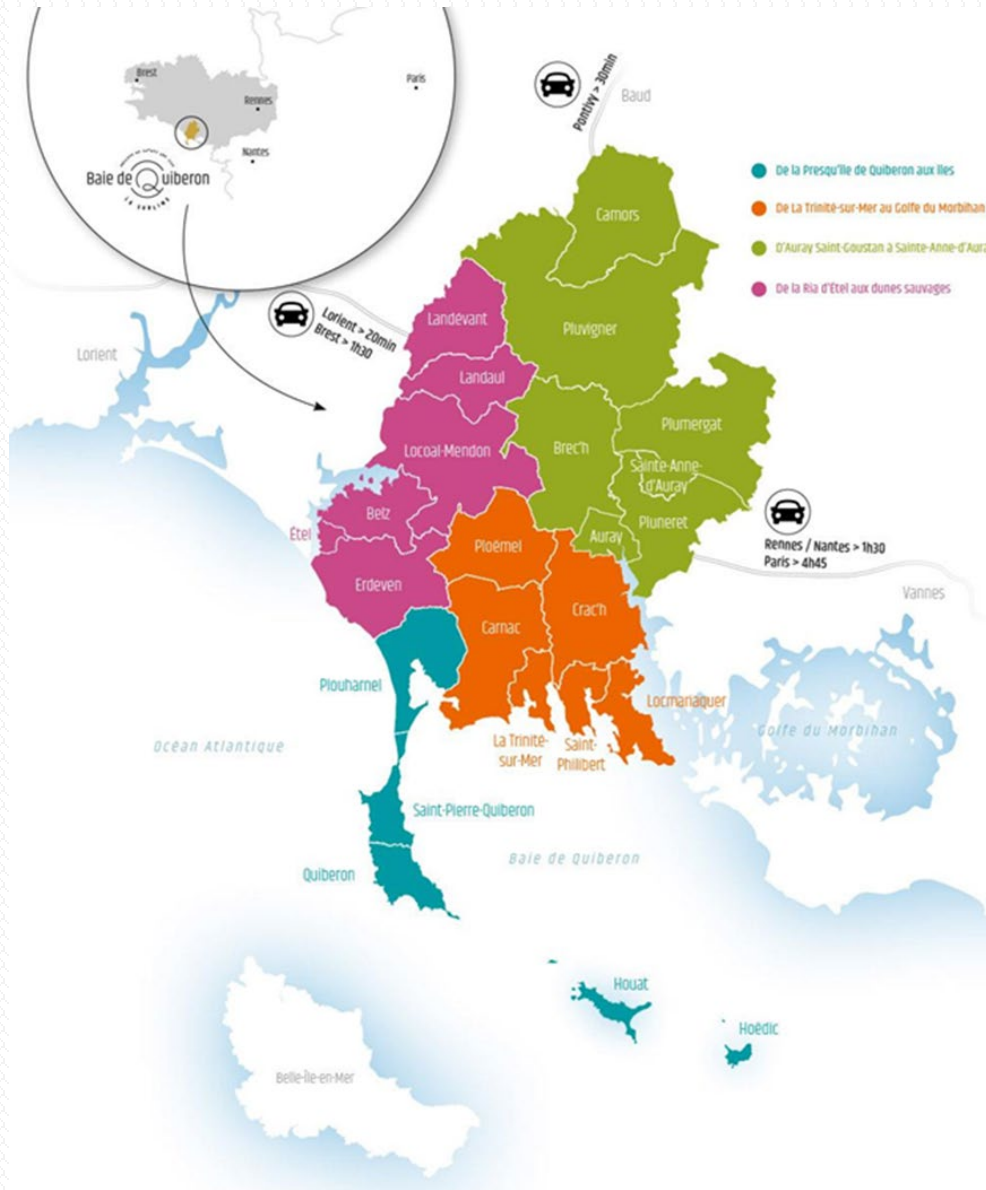 Brest
Paris
Rennes
Nantes
Baie de Quiberon
LA SUBLIME
Pontivy > 30min
Baud
De la Presqu'île de Quiberon aux îles
De La Trinité-sur-Mer au Golfe du Morbihan
D'Auray Saint-Goustan à Sainte-Anne-d'Aura
De la Ria d'Étel aux dunes sauvages
Camors
Lorient > 20min
Brest > 1h30
Landévant
Pluvigner
Lorient
Landaul
Plumergat
Locoal-Mendon
Brec'h
Sainte-Anne-
d'Auray
Belz
Étel
Pluneret
Auray
Ploëmel
Rennes / Nantes > 1h30
Paris > 4h45
Erdeven
Vannes
Crac'h
Carnac
Plouharnel
Locmariaquer
Golfe du Morbihan
Océan Atlantique
La Trinité-
sur-Mer
Saint-
Philibert
Saint-Pierre-Quiberon
Baie de Quiberon
Quiberon
Houat
Hoëdic
Belle-Île-en-Mer